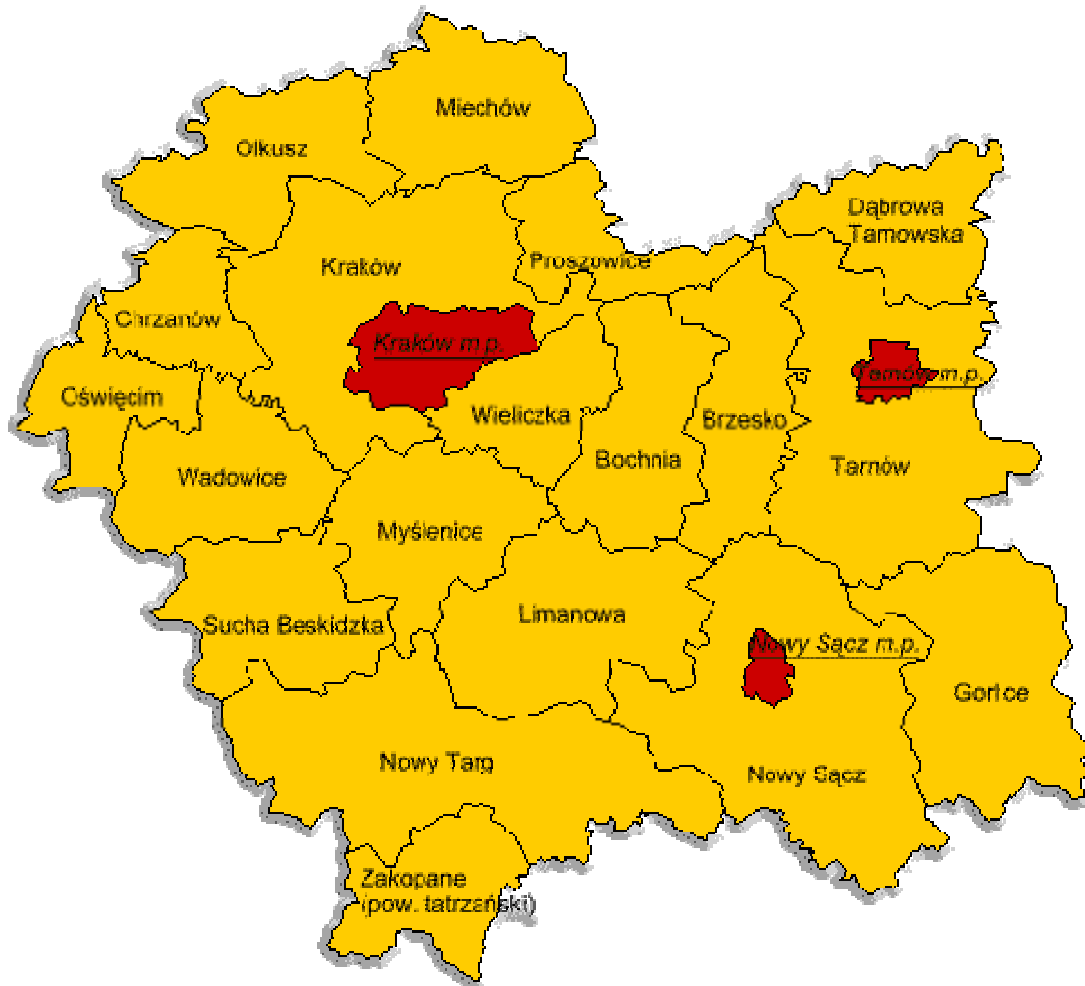 Miechów
Olkusz
Dąbrowa
Tarnowska
Kraków
Proszowice
Chrzanów
Kraków m.p.
Tarnów m.p.
Oświęcim
Wieliczka
Brzesko
Bochnia
Tarnów
Wadowice
Myślenice
Limanowa
Sucha Beskidzka
Nowy Sącz m.p.
Gorlice
Nowy Targ
Nowy Sącz
Zakopane
(pow. tatrzański)